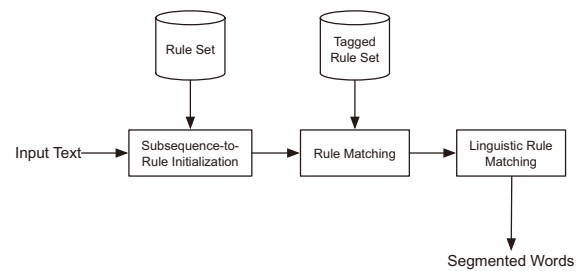 Rule Set
Tagged
Rule Set
Input Text
Subsequence-to-
Rule Initialization
Rule Matching
Linguistic Rule
Matching
Segmented Words